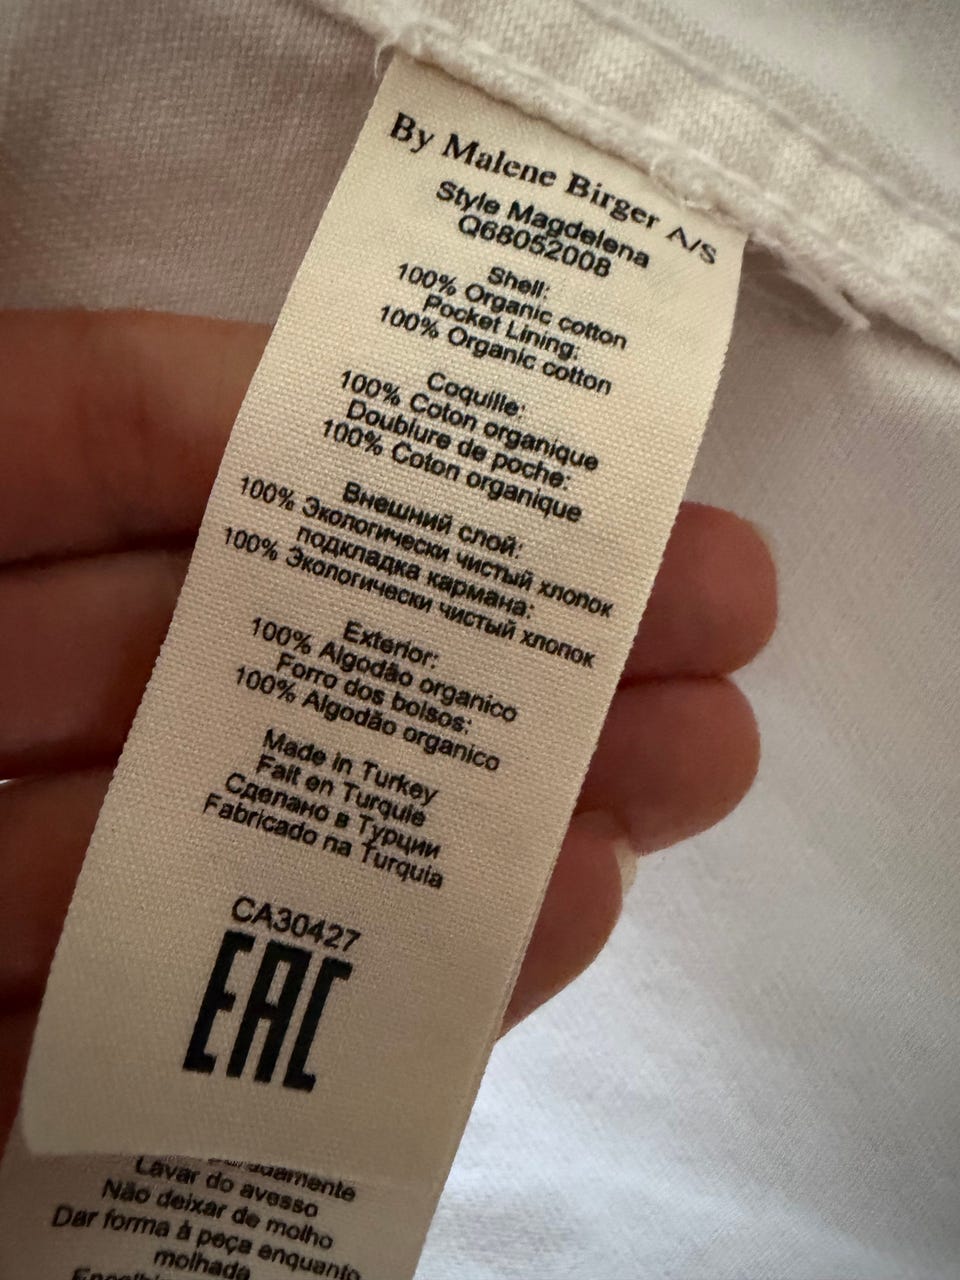 By Malene Birger A/S
Style Magdelena
Q68052008
Shell:
100% Organic cotton
Pocket Lining:
100% Organic cotton
Coquille:
100% Coton organique
Doublure de poche:
100% Coton organique
Внешний слой:
100% Экологически чистый хлопок
подкладка кармана:
100% Экологически чистый хлопок
Exterior:
100% Algodão organico
Forro dos bolsos:
100% Algodão organico
Made in Turkey
Fait en Turquie
Сделано в Турции
Fabricado na Turquia
CA30427
EAC
Lavar do avesso
Não deixar de molho
Dar forma à peça enquanto
molhada